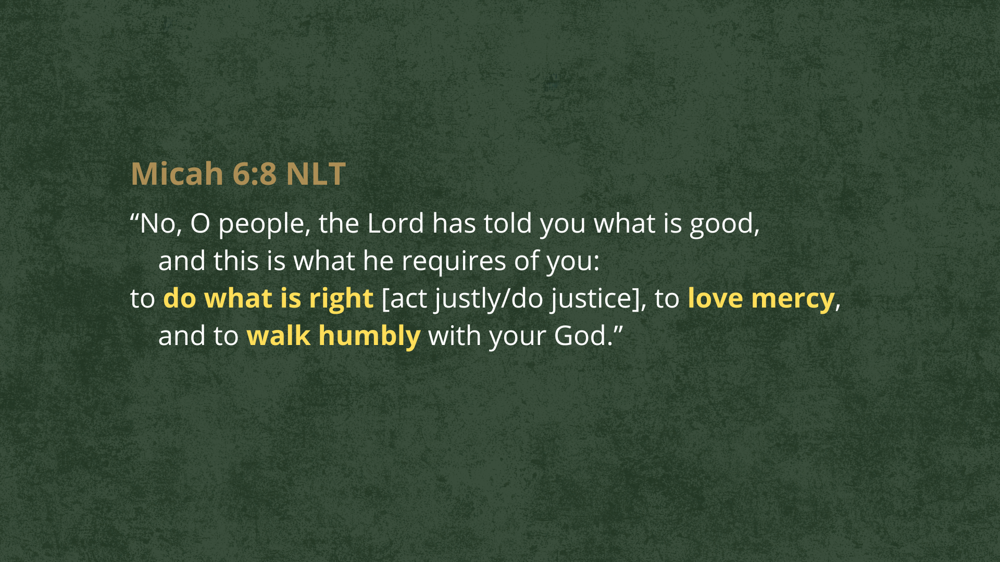 Micah 6:8 NLT
“No, O people, the Lord has told you what is good,
and this is what he requires of you:
to do what is right [act justly/do justice], to love mercy,
and to walk humbly with your God.”